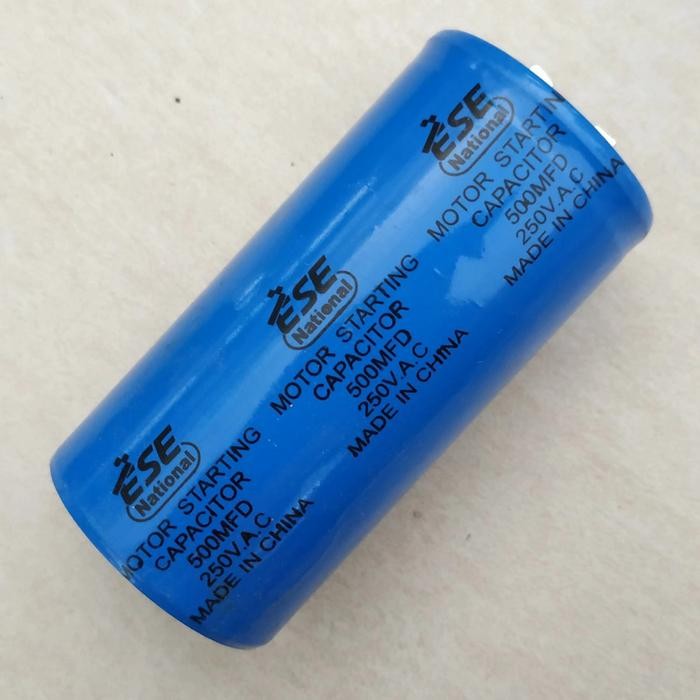 ESE
National
MOTOR STARTIN
CAPACITOR
500MFD
250V.A.C
MADE IN CHINA
ESE
National
MOTOR STARTING
CAPACITOR
500MFD
250V.A.C
MADE IN CHINA
ESE
National
MOTOR STARTING
CAPACITOR
500MFD
250V.A.C
MADE IN CHINA